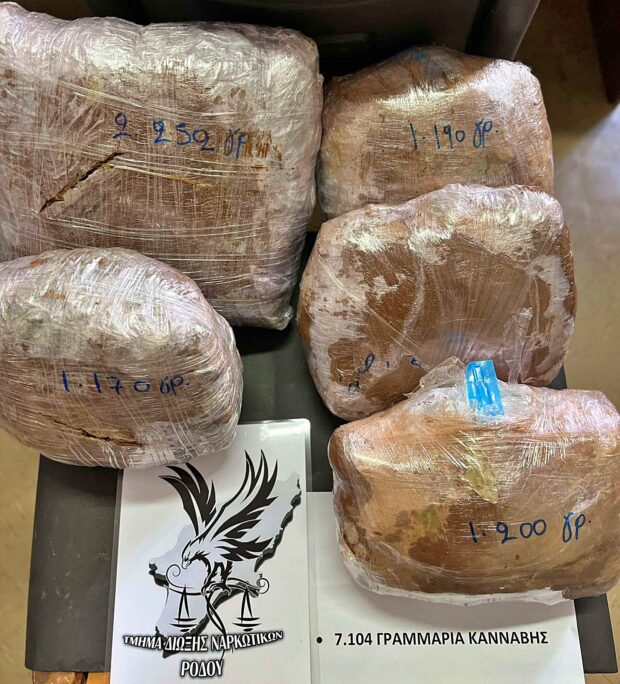 2 252 γρ.
1.190 γρ.
1.170 γρ.
1.200 γρ.
ΤΜΗΜΑ ΔΙΩΞΗΣ ΝΑΡΚΩΤΙΚΩΝ
ΡΟΔΟΥ
• 7.104 ΓΡΑΜΜΑΡΙΑ ΚΑΝΝΑΒΗΣ